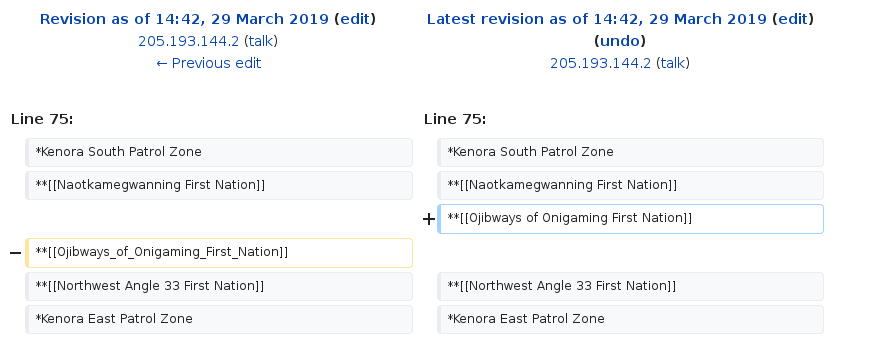 Revision as of 14:42, 29 March 2019 (edit)
205.193.144.2 (talk)
← Previous edit
Latest revision as of 14:42, 29 March 2019 (edit)
(undo)
205.193.144.2 (talk)
Line 75:
Line 75:
*Kenora South Patrol Zone
*Kenora South Patrol Zone
**[[Naotkamegwanning First Nation]]
**[[Naotkamegwanning First Nation]]
+ **[[Ojibways of Onigaming First Nation]]
− **[[Ojibways_of_Onigaming_First_Nation]]
**[[Northwest Angle 33 First Nation]]
**[[Northwest Angle 33 First Nation]]
*Kenora East Patrol Zone
*Kenora East Patrol Zone